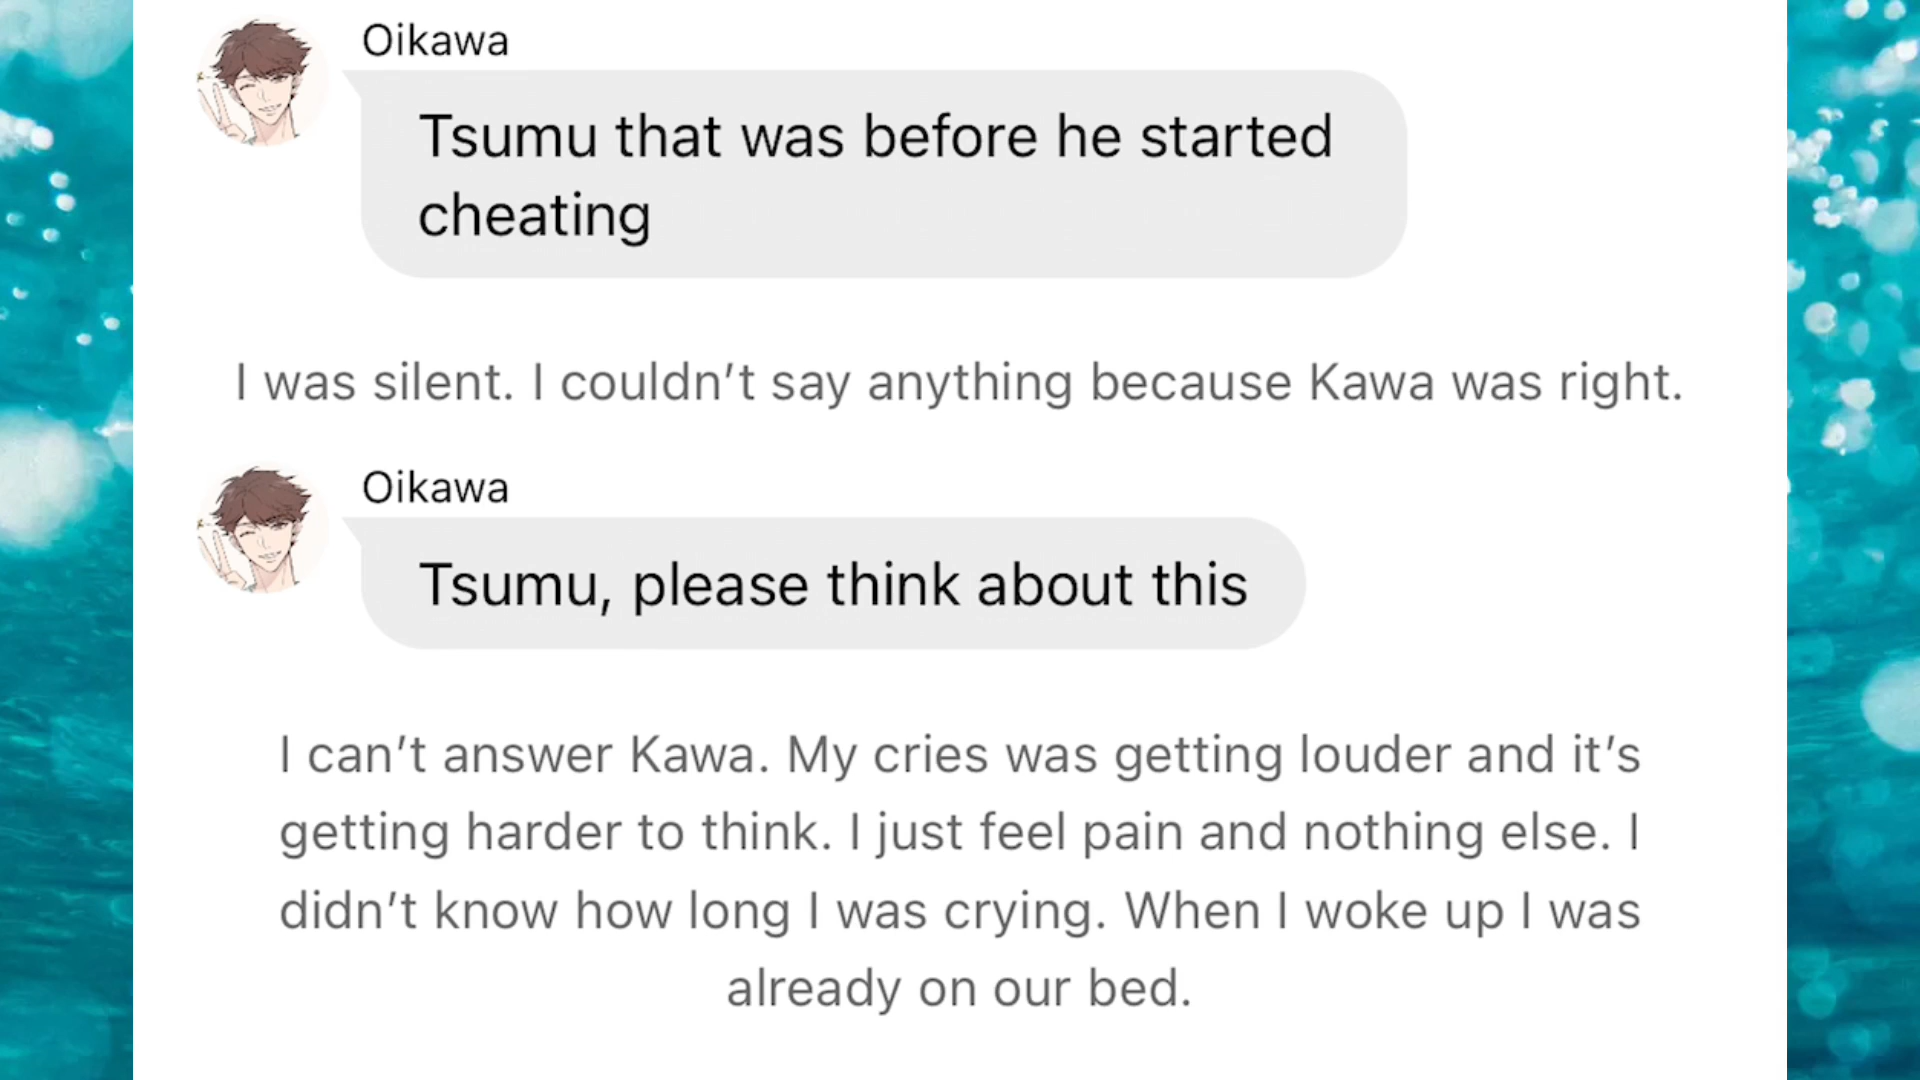 Oikawa
Tsumu that was before he started
cheating
I was silent. I couldn’t say anything because Kawa was right.
Oikawa
Tsumu, please think about this
I can’t answer Kawa. My cries was getting louder and it’s
getting harder to think. I just feel pain and nothing else. I
didn’t know how long I was crying. When I woke up I was
already on our bed.